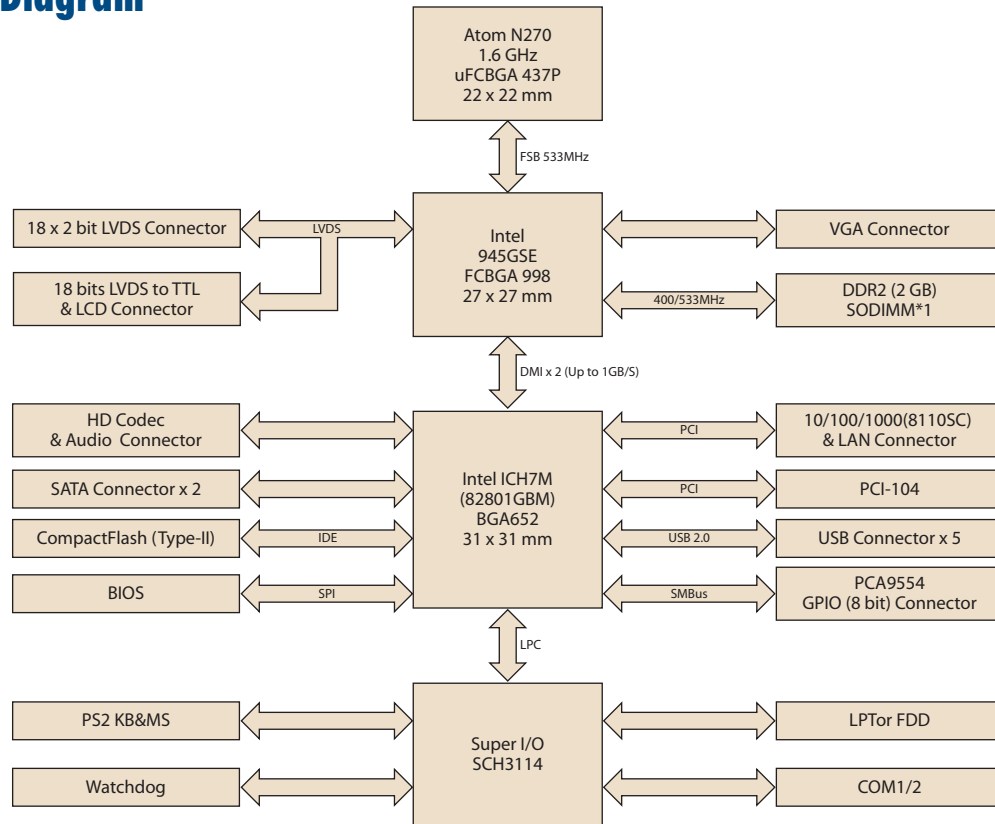 Diagram
Atom N270
1.6 GHz
uFCBGA 437P
22 x 22 mm
FSB 533MHz
18 x 2 bit LVDS Connector
LVDS
18 bits LVDS to TTL
& LCD Connector
Intel
945GSE
FCBGA 998
27 x 27 mm
VGA Connector
400/533MHz
DDR2 (2 GB)
SODIMM*1
DMI x 2 (Up to 1GB/S)
HD Codec
& Audio Connector
SATA Connector x 2
CompactFlash (Type-II)
IDE
BIOS
SPI
Intel ICH7M
(82801GBM)
BGA652
31 x 31 mm
PCI
10/100/1000(8110SC)
& LAN Connector
PCI
PCI-104
USB 2.0
USB Connector x 5
SMBus
PCA9554
GPIO (8 bit) Connector
LPC
PS2 KB&MS
Watchdog
Super I/O
SCH3114
LPTor FDD
COM1/2